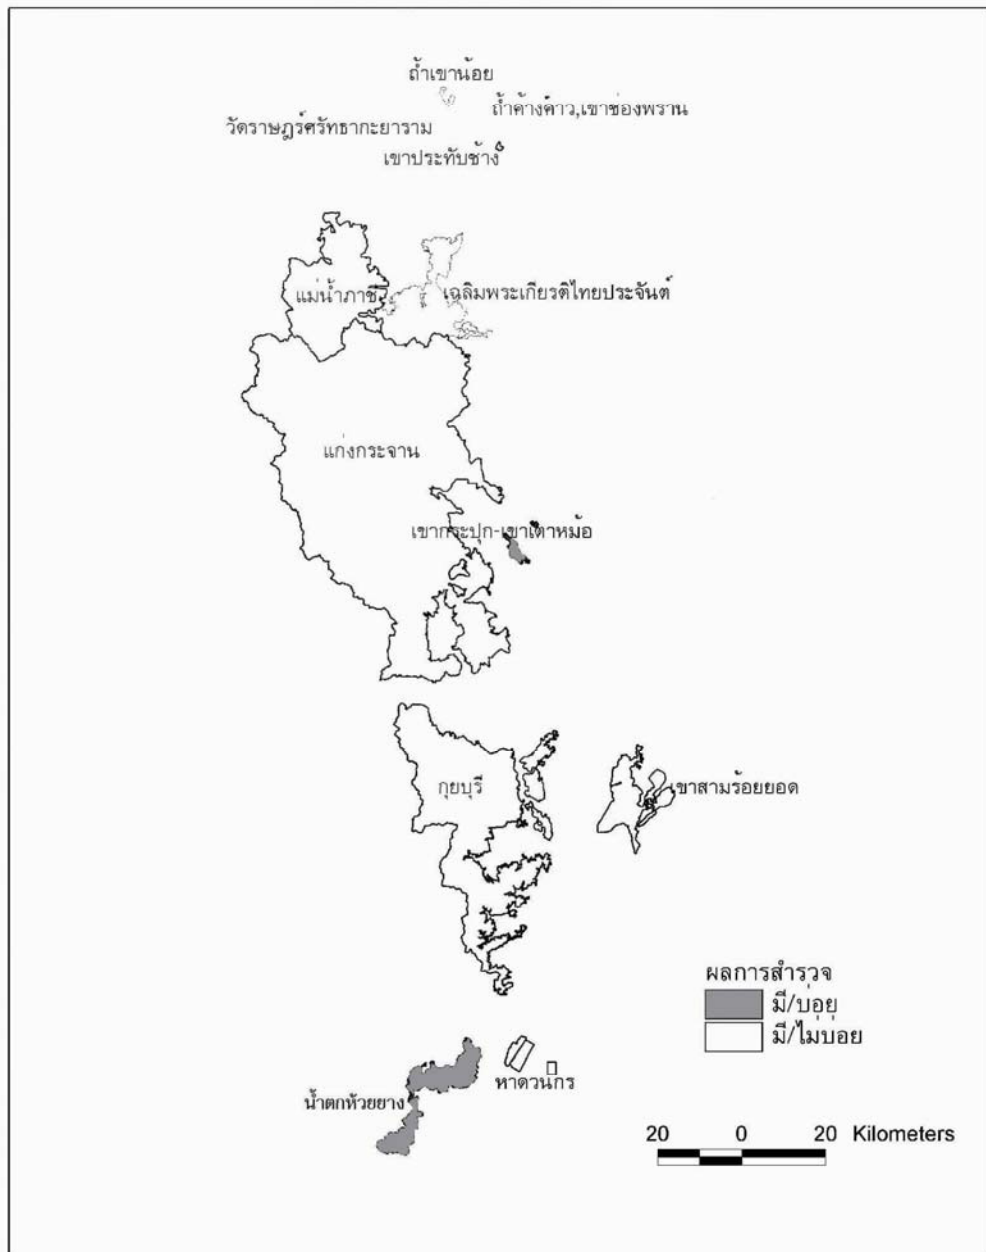 ถ้ำเขาน้อย
ถ้ำค้างคาว,เขาช่องพราน
วัดราษฎร์ศรัทธากะยาราม
เขาประทับช้าง
แม่น้ำภาชี
เฉลิมพระเกียรติไทยประจันต์
แก่งกระจาน
เขากระปุก-เขาเตาหม้อ
กุยบุรี
เขาสามร้อยยอด
ผลการสำรวจ
มี/บ่อย
มี/ไม่บ่อย
หาดวนกร
น้ำตกห้วยยาง
20 0 20 Kilometers